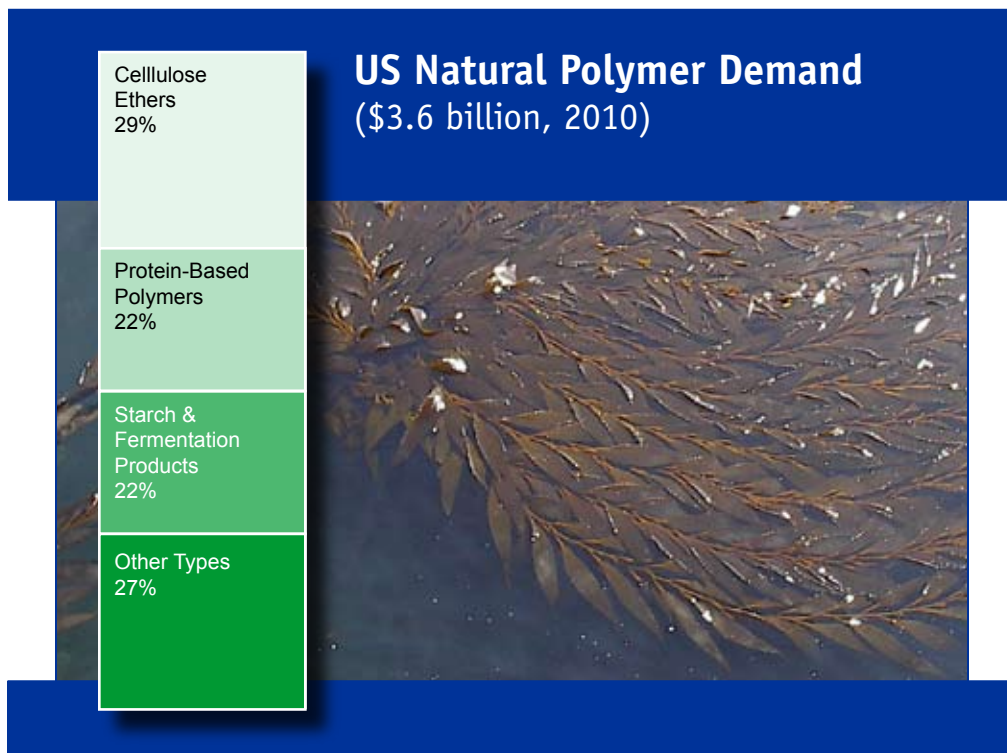 US Natural Polymer Demand
($3.6 billion, 2010)
Celllulose
Ethers
29%
Protein-Based
Polymers
22%
Starch &
Fermentation
Products
22%
Other Types
27%